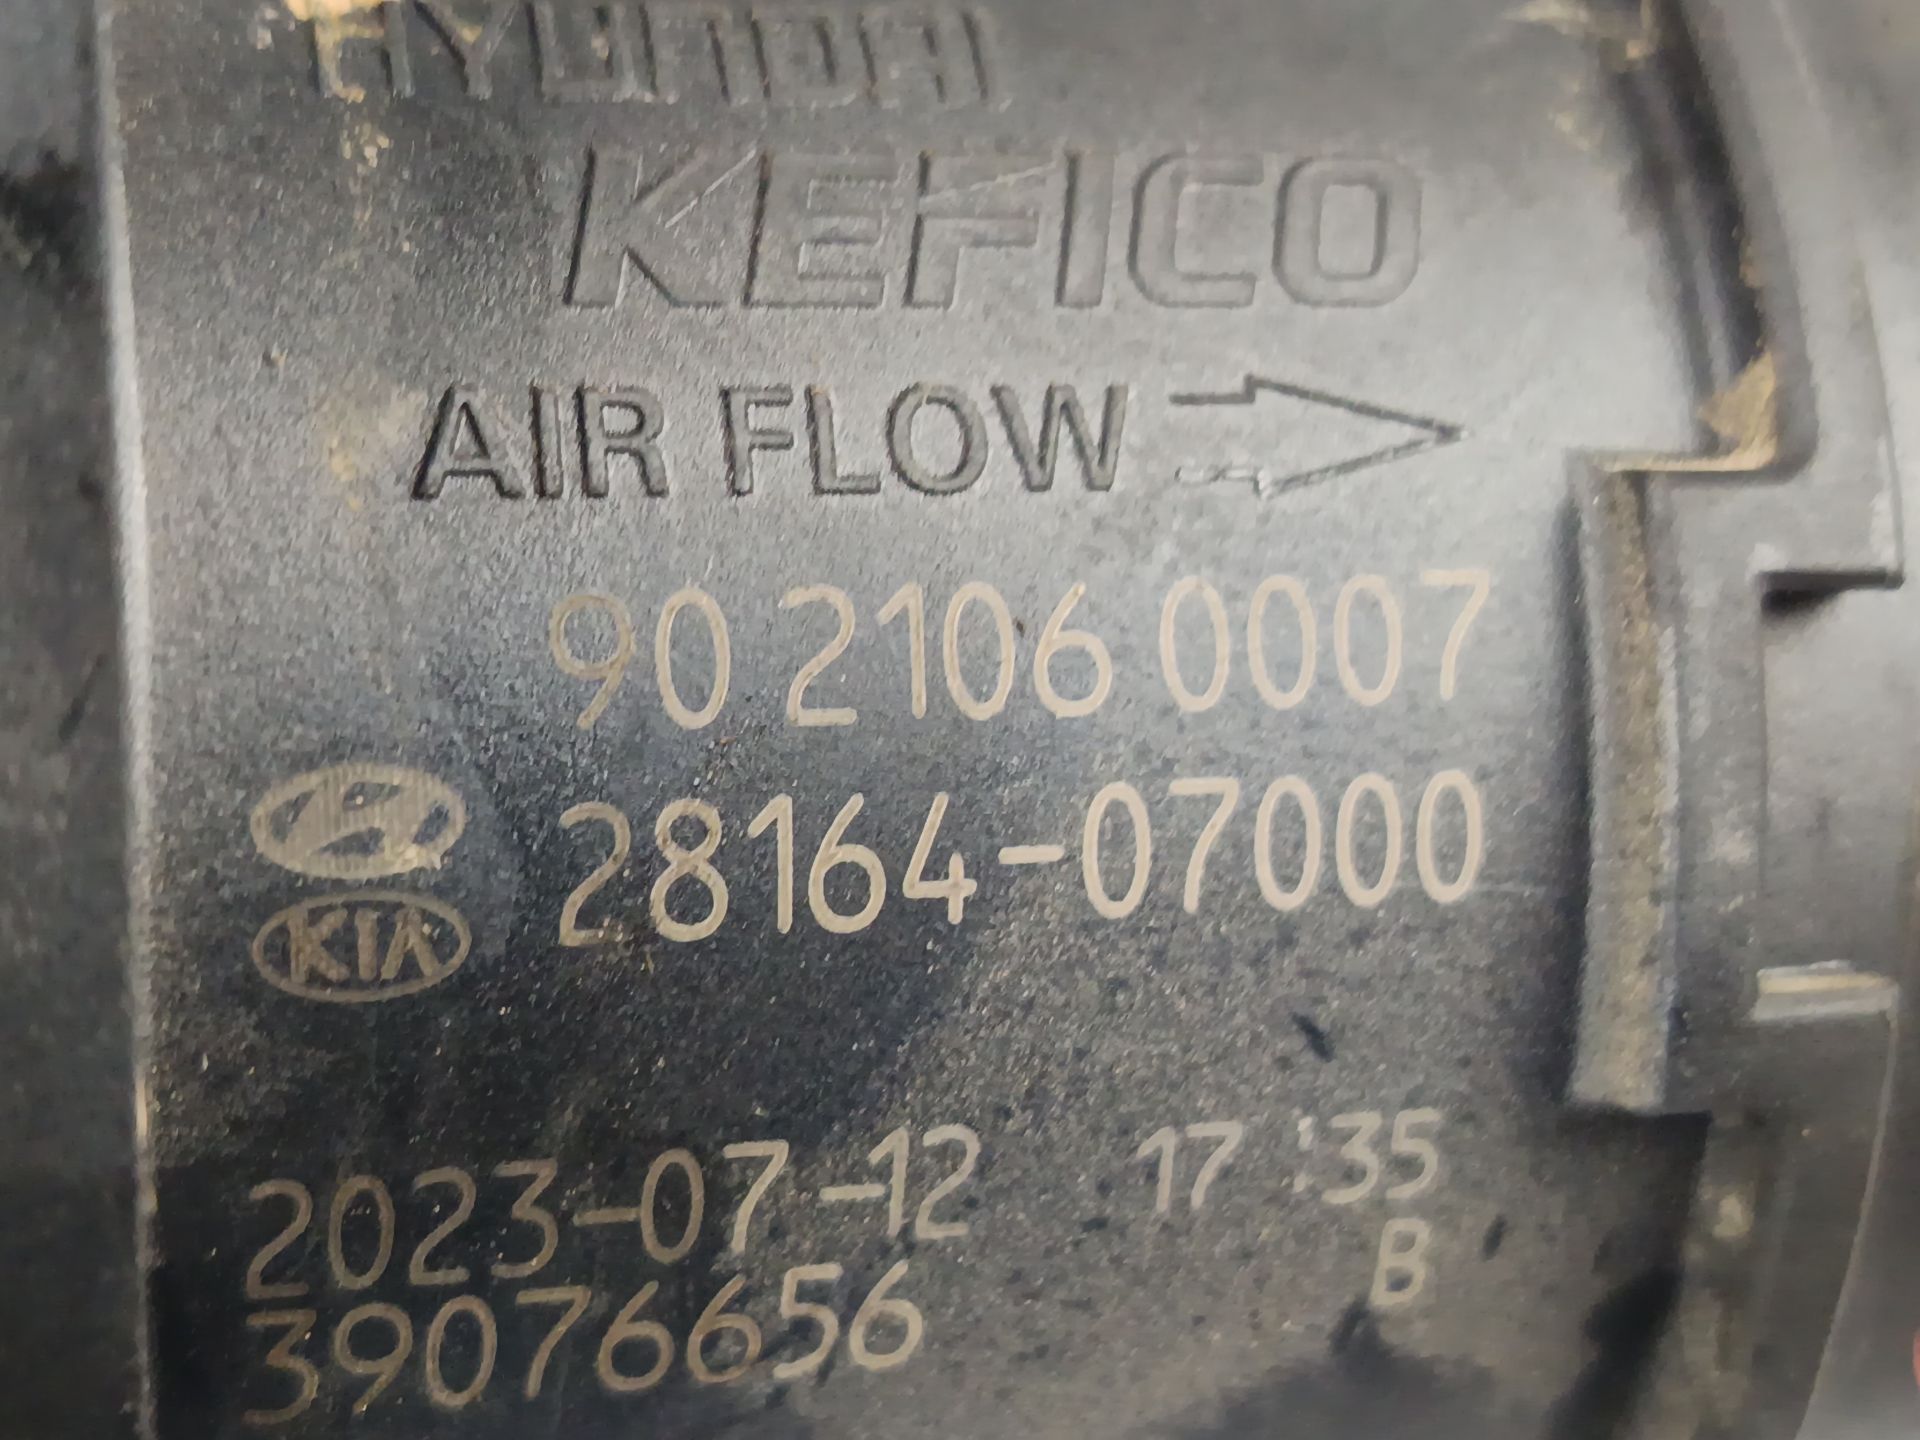 HYUNDAI
KEFICO
AIR FLOW
90 2106 0007
28164-07000
KIA
2023-07-12 17:35
B
39076656